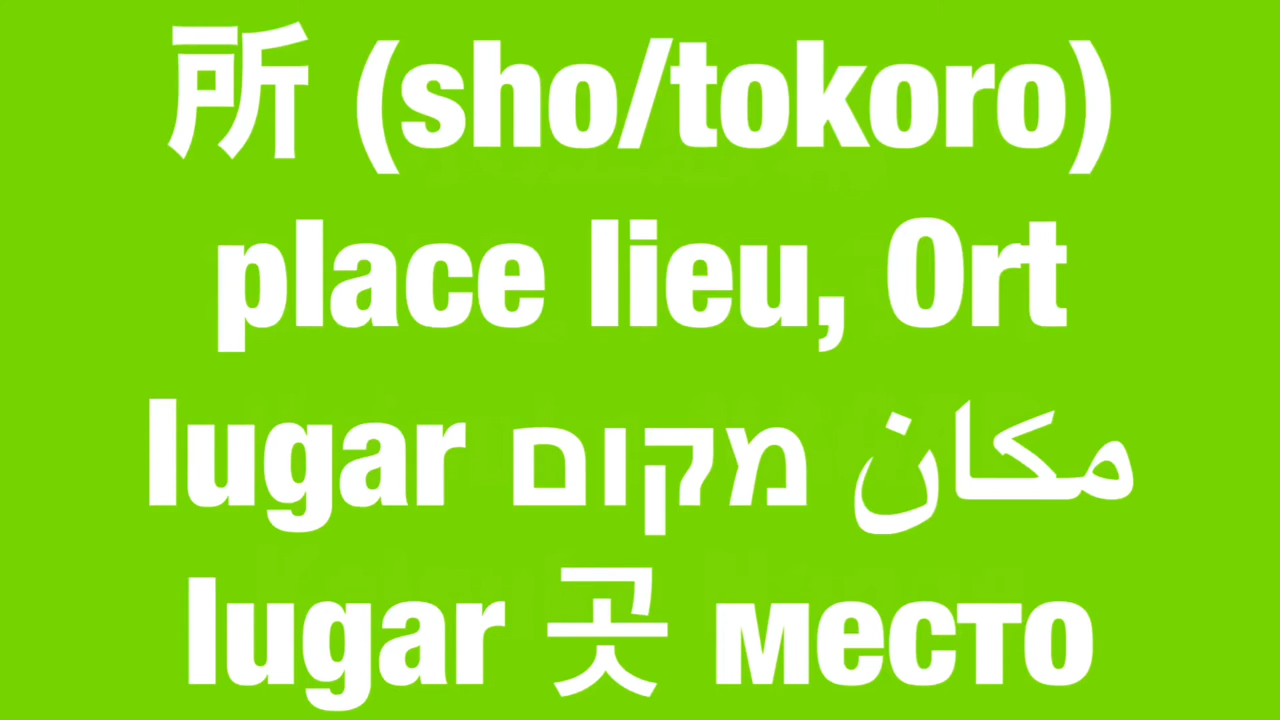 所 (sho/tokoro)
place lieu, Ort
lugar מקום مكان
lugar 곳 место